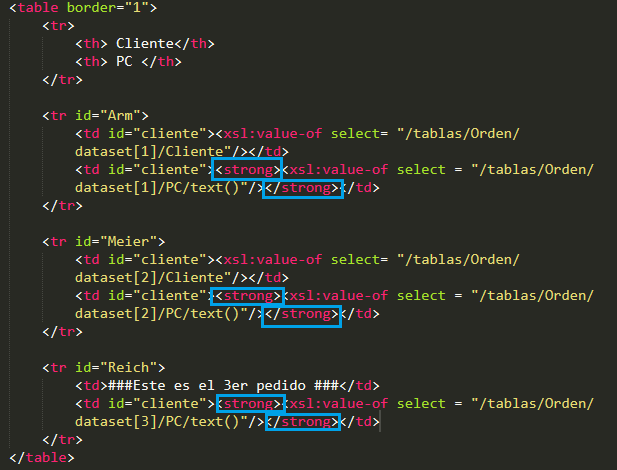 <table border="1">
<tr>
<th> Cliente</th>
<th> PC </th>
</tr>
<tr id="Arm">
<td id="cliente"><xsl:value-of select= "/tablas/Orden/
dataset[1]/Cliente"/></td>
<td id="cliente"><strong><xsl:value-of select = "/tablas/Orden/
dataset[1]/PC/text()"/></strong></td>
</tr>
<tr id="Meier">
<td id="cliente"><xsl:value-of select= "/tablas/Orden/
dataset[2]/Cliente"/></td>
<td id="cliente"><strong><xsl:value-of select = "/tablas/Orden/
dataset[2]/PC/text()"/></strong></td>
</tr>
<tr id="Reich">
<td>###Este es el 3er pedido ###</td>
<td id="cliente"><strong><xsl:value-of select = "/tablas/Orden/
dataset[3]/PC/text()"/></strong></td>
</tr>
</table>